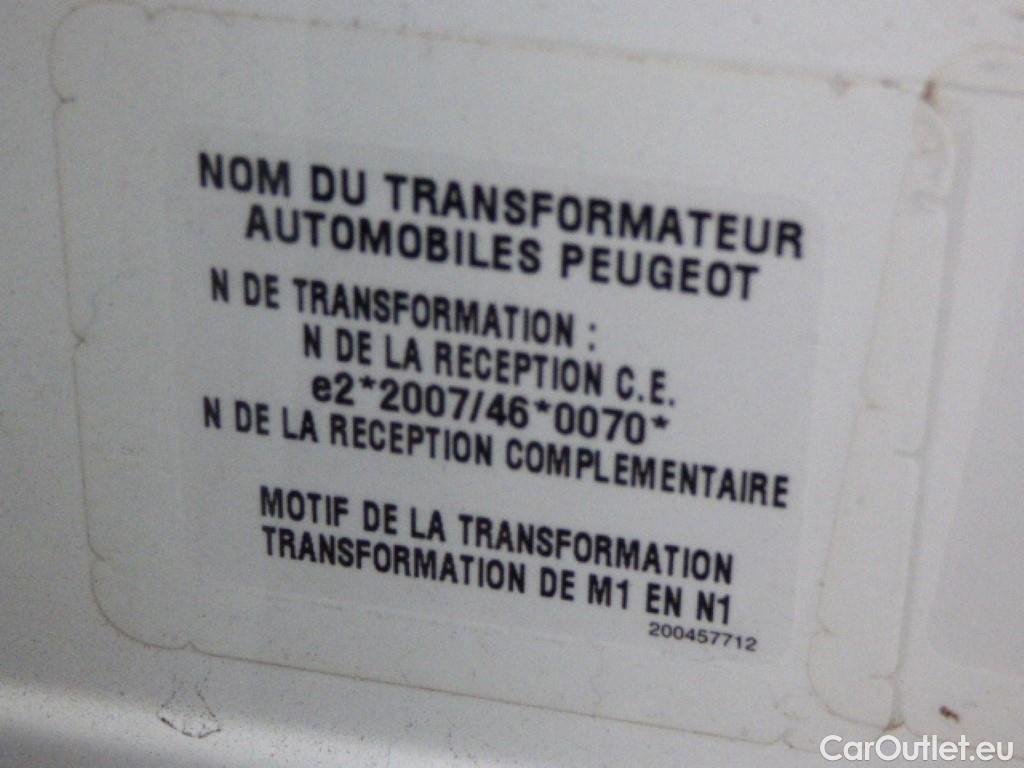 NOM DU TRANSFORMATEUR
AUTOMOBILES PEUGEOT
N DE TRANSFORMATION :
N DE LA RECEPTION C.E.
e2*2007/46*0070*
N DE LA RECEPTION COMPLEMENTAIRE
MOTIF DE LA TRANSFORMATION
TRANSFORMATION DE M1 EN N1
200457712
CarOutlet.eu